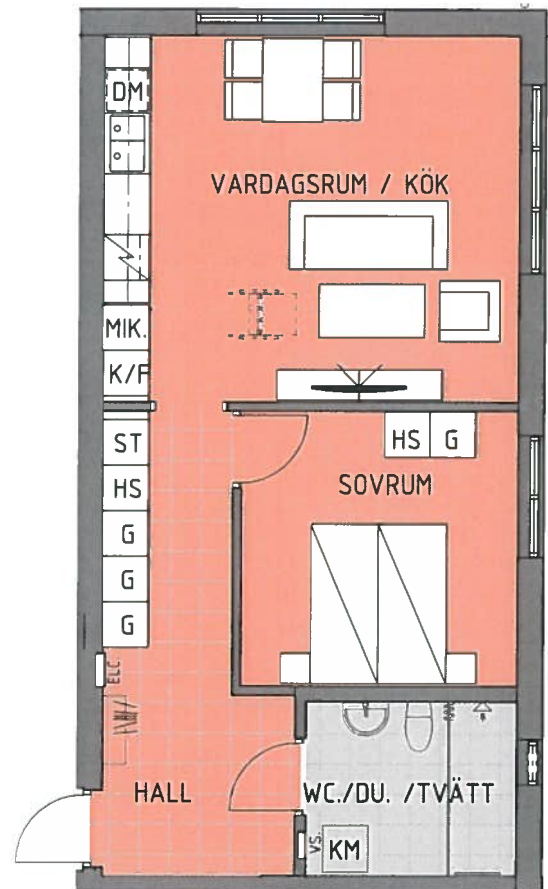 DM
VARDAGSRUM / KÖK
MIK.
K/F
ST
HS
G
G
G
HS G
SOVRUM
ELC.
HALL
WC./DU. /TVÄTT
VS.
KM